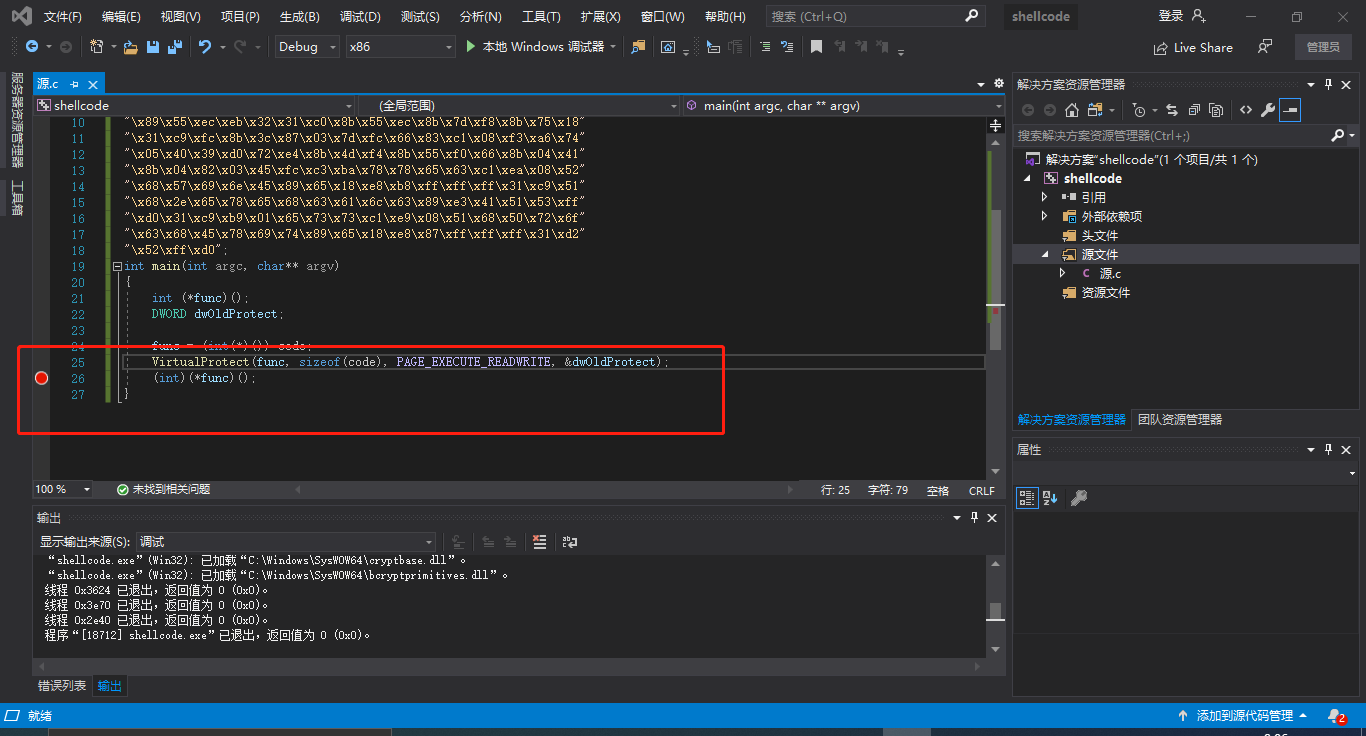 文件(F) 编辑(E) 视图(V) 项目(P) 生成(B) 调试(D) 测试(S) 分析(N) 工具(T) 扩展(X) 窗口(W) 帮助(H) 搜索 (Ctrl+Q) shellcode 登录
Debug x86 本地 Windows 调试器 Live Share 管理员
服务器资源管理器
工具箱
源.c
shellcode (全局范围) main(int argc, char ** argv)
10 "\x89\x55\xec\xeb\x32\x31\xc0\x8b\x55\xec\x8b\x7d\xf8\x8b\x75\x18"
11 "\x31\xc9\xfc\x8b\x3c\x87\x03\x7d\xfc\x66\x83\xc1\x08\xf3\xa6\x74"
12 "\x05\x40\x39\xd0\x72\xe4\x8b\x4d\xf4\x8b\x55\xf0\x66\x8b\x04\x41"
13 "\x8b\x04\x82\x03\x45\xfc\xc3\xba\x78\x78\x65\x63\xc1\xea\x08\x52"
14 "\x68\x57\x69\x6e\x45\x89\x65\x18\xe8\xb8\xff\xff\xff\x31\xc9\x51"
15 "\x68\x2e\x65\x78\x65\x68\x63\x61\x6c\x63\x89\xe3\x41\x51\x53\xff"
16 "\xd0\x31\xc9\xb9\x01\x65\x73\x73\xc1\xe9\x08\x51\x68\x50\x72\x6f"
17 "\x63\x68\x45\x78\x69\x74\x89\x65\x18\xe8\x87\xff\xff\xff\x31\xd2"
18 "\x52\xff\xd0";
19 int main(int argc, char** argv)
20 {
21 int (*func)();
22 DWORD dwOldProtect;
23
24 func = (int(*)()) code;
25 VirtualProtect(func, sizeof(code), PAGE_EXECUTE_READWRITE, &dwOldProtect);
26 (int)(*func)();
27 }
100 % 未找到相关问题 行: 25 字符: 79 空格 CRLF
输出
显示输出来源(S): 调试
“shellcode.exe”(Win32): 已加载“C:\Windows\SysWOW64\cryptbase.dll”。
“shellcode.exe”(Win32): 已加载“C:\Windows\SysWOW64\bcryptprimitives.dll”。
线程 0x3624 已退出，返回值为 0 (0x0)。
线程 0x3e70 已退出，返回值为 0 (0x0)。
线程 0x2e40 已退出，返回值为 0 (0x0)。
程序“[18712] shellcode.exe”已退出，返回值为 0 (0x0)。
错误列表 输出
解决方案资源管理器
搜索解决方案资源管理器(Ctrl+;)
解决方案"shellcode"(1 个项目/共 1 个)
shellcode
引用
外部依赖项
头文件
源文件
源.c
资源文件
解决方案资源管理器 团队资源管理器
属性
就绪 添加到源代码管理 2